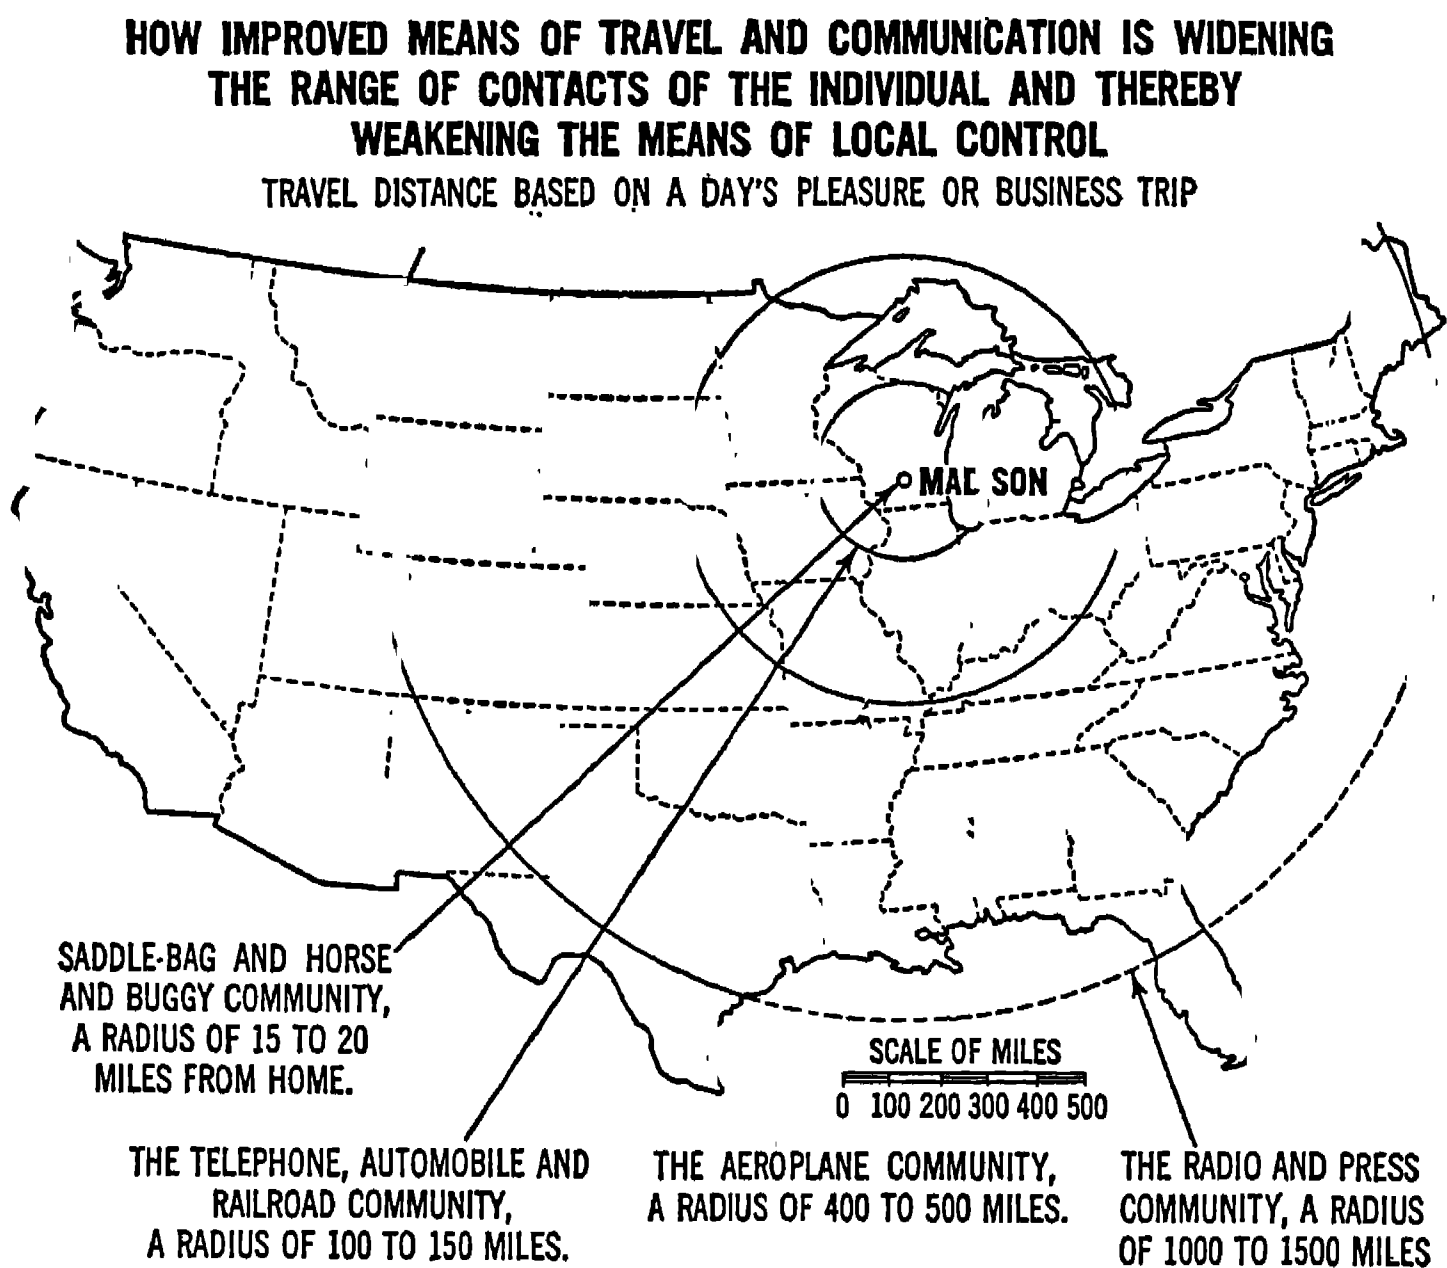 HOW IMPROVED MEANS OF TRAVEL AND COMMUNICATION IS WIDENING
THE RANGE OF CONTACTS OF THE INDIVIDUAL AND THEREBY
WEAKENING THE MEANS OF LOCAL CONTROL
TRAVEL DISTANCE BASED ON A DAY'S PLEASURE OR BUSINESS TRIP
MADISON
SADDLE-BAG AND HORSE
AND BUGGY COMMUNITY,
A RADIUS OF 15 TO 20
MILES FROM HOME.
SCALE OF MILES
0 100 200 300 400 500
THE TELEPHONE, AUTOMOBILE AND
RAILROAD COMMUNITY,
A RADIUS OF 100 TO 150 MILES.
THE AEROPLANE COMMUNITY,
A RADIUS OF 400 TO 500 MILES.
THE RADIO AND PRESS
COMMUNITY, A RADIUS
OF 1000 TO 1500 MILES